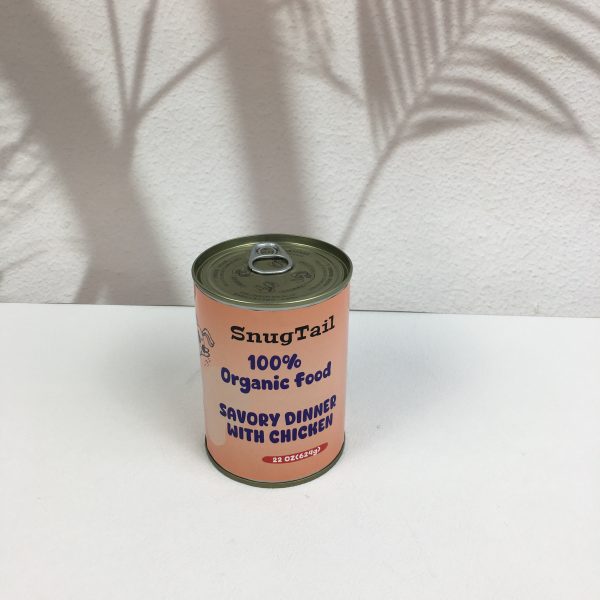 SnugTail
100%
Organic Food
SAVORY DINNER
WITH CHICKEN
22 OZ(624g)